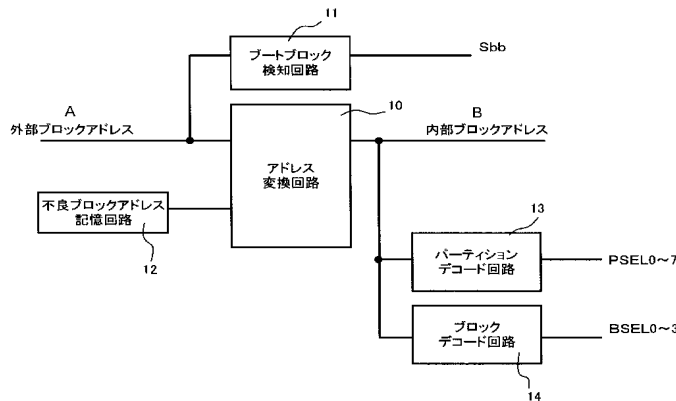 11
ブートブロック
検知回路
Sbb
A
外部ブロックアドレス
10
B
内部ブロックアドレス
アドレス
変換回路
不良ブロックアドレス
記憶回路
12
13
パーティション
デコード回路
PSEL0～7
ブロック
デコード回路
BSEL0～3
14